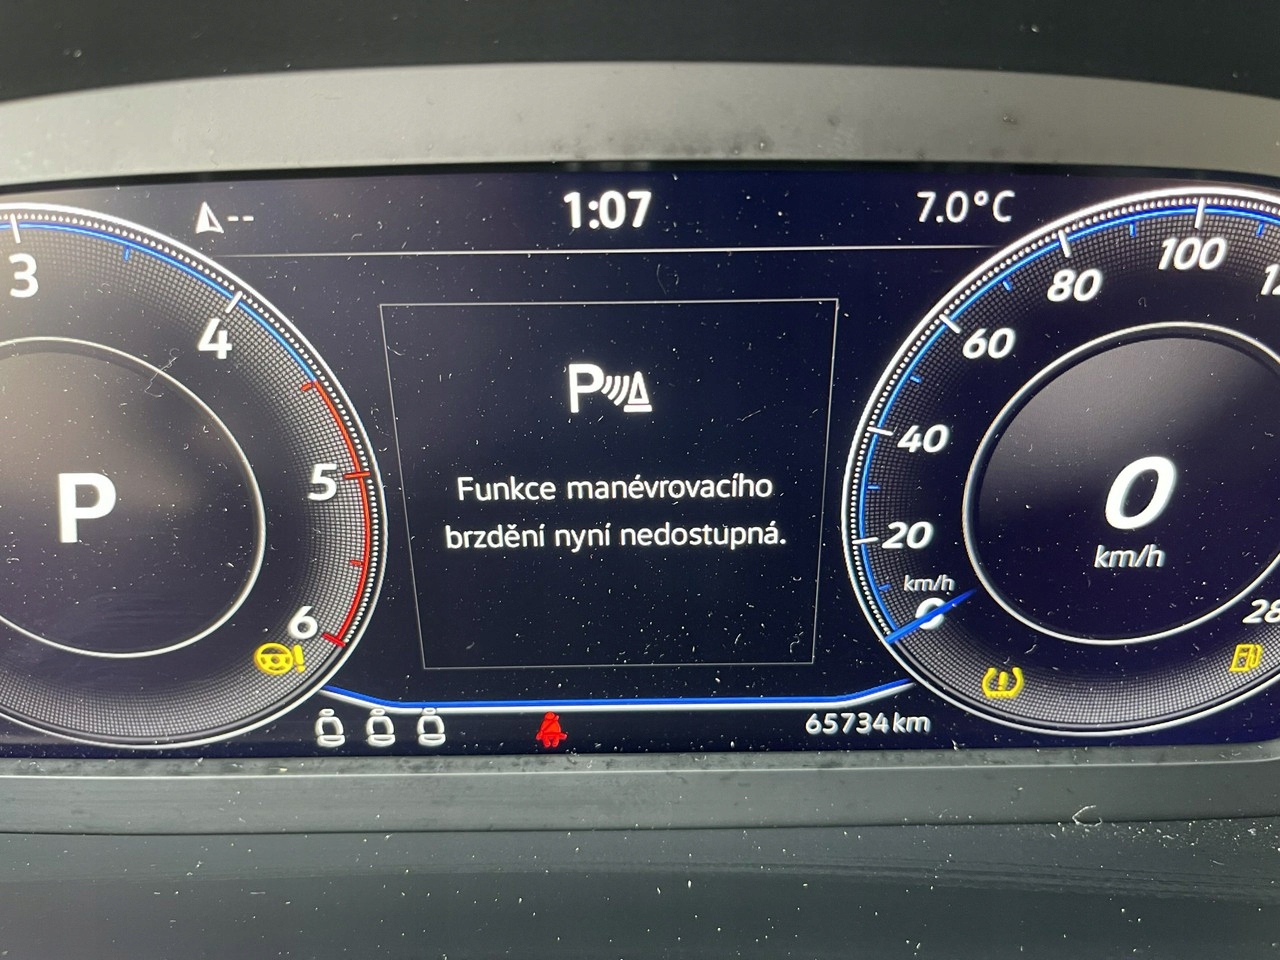 --
1:07
7.0°C
3
4
5
6
P
P
Funkce manévrovacího
brzdění nyní nedostupná.
100
80
60
40
20
km/h
0
0
km/h
65734 km